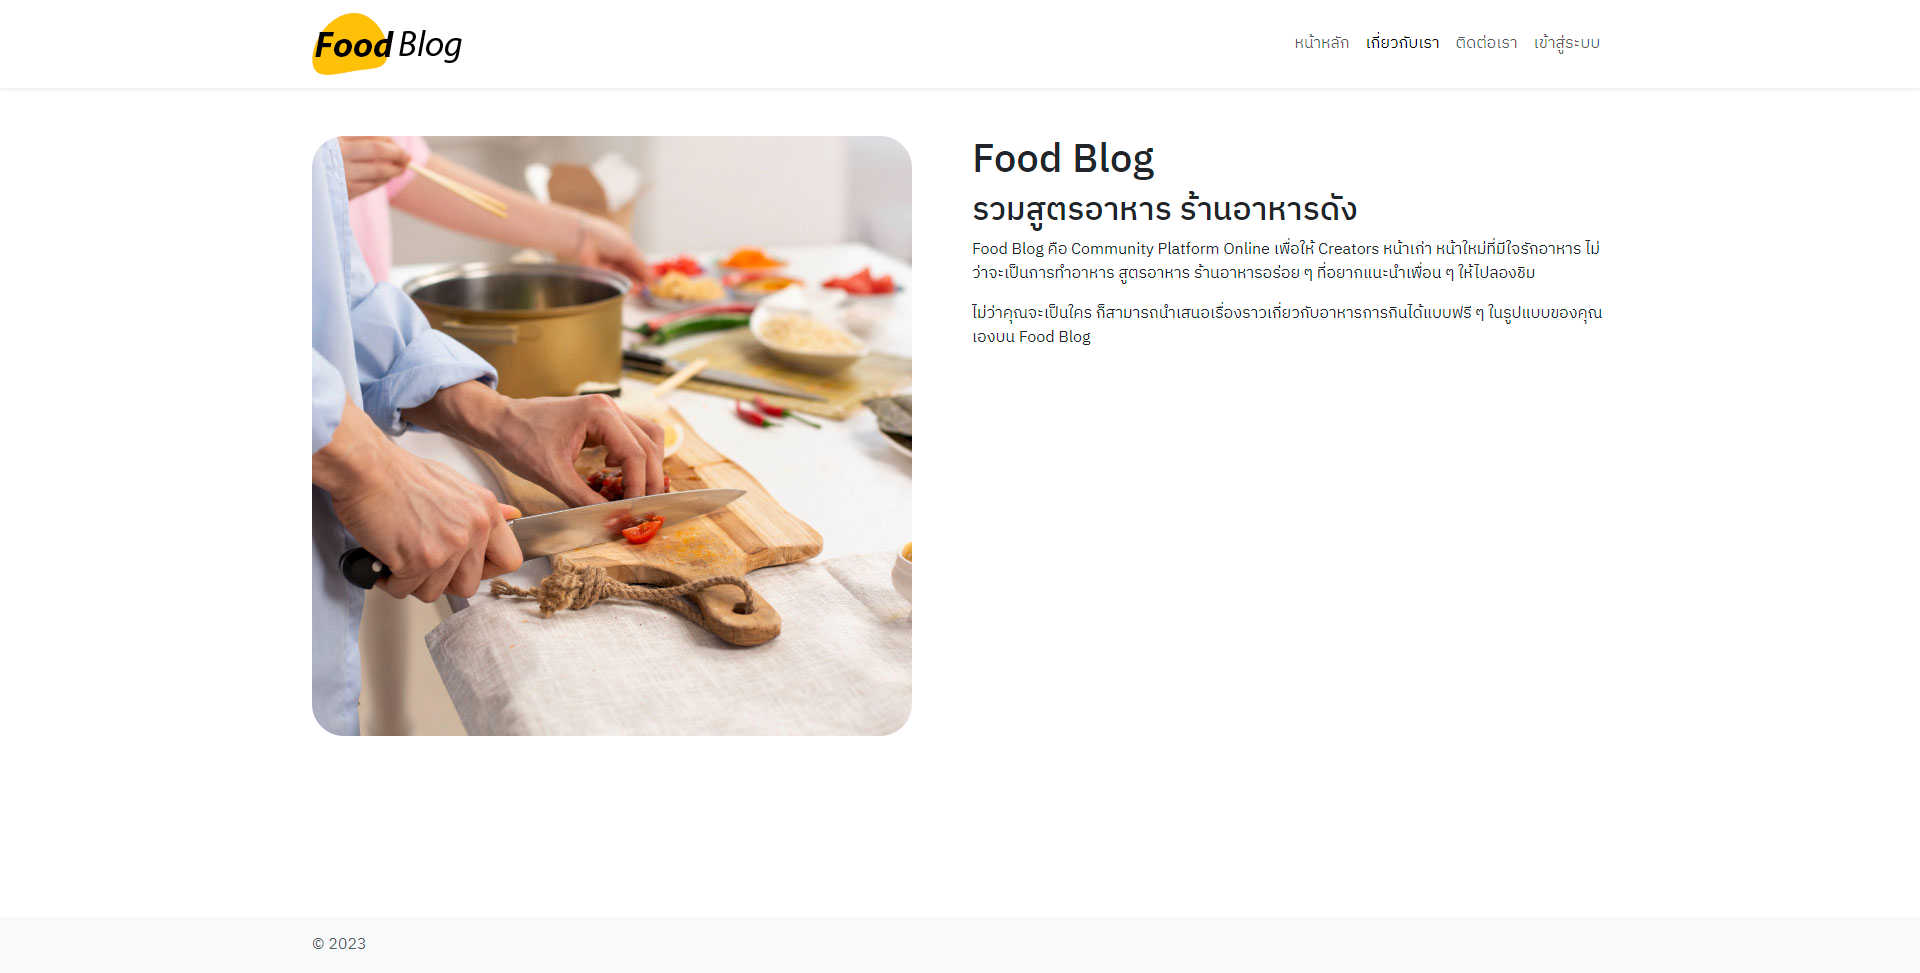 Food Blog
หน้าหลัก เกี่ยวกับเรา ติดต่อเรา เข้าสู่ระบบ
Food Blog
รวมสูตรอาหาร ร้านอาหารดัง
Food Blog คือ Community Platform Online เพื่อให้ Creators หน้าเก่า หน้าใหม่ที่มีใจรักอาหาร ไม่
ว่าจะเป็นการทำอาหาร สูตรอาหาร ร้านอาหารอร่อย ๆ ที่อยากแนะนำเพื่อน ๆ ให้ไปลองชิม
ไม่ว่าคุณจะเป็นใคร ก็สามารถนำเสนอเรื่องราวเกี่ยวกับอาหารการกินได้แบบฟรี ๆ ในรูปแบบของคุณ
เองบน Food Blog
© 2023